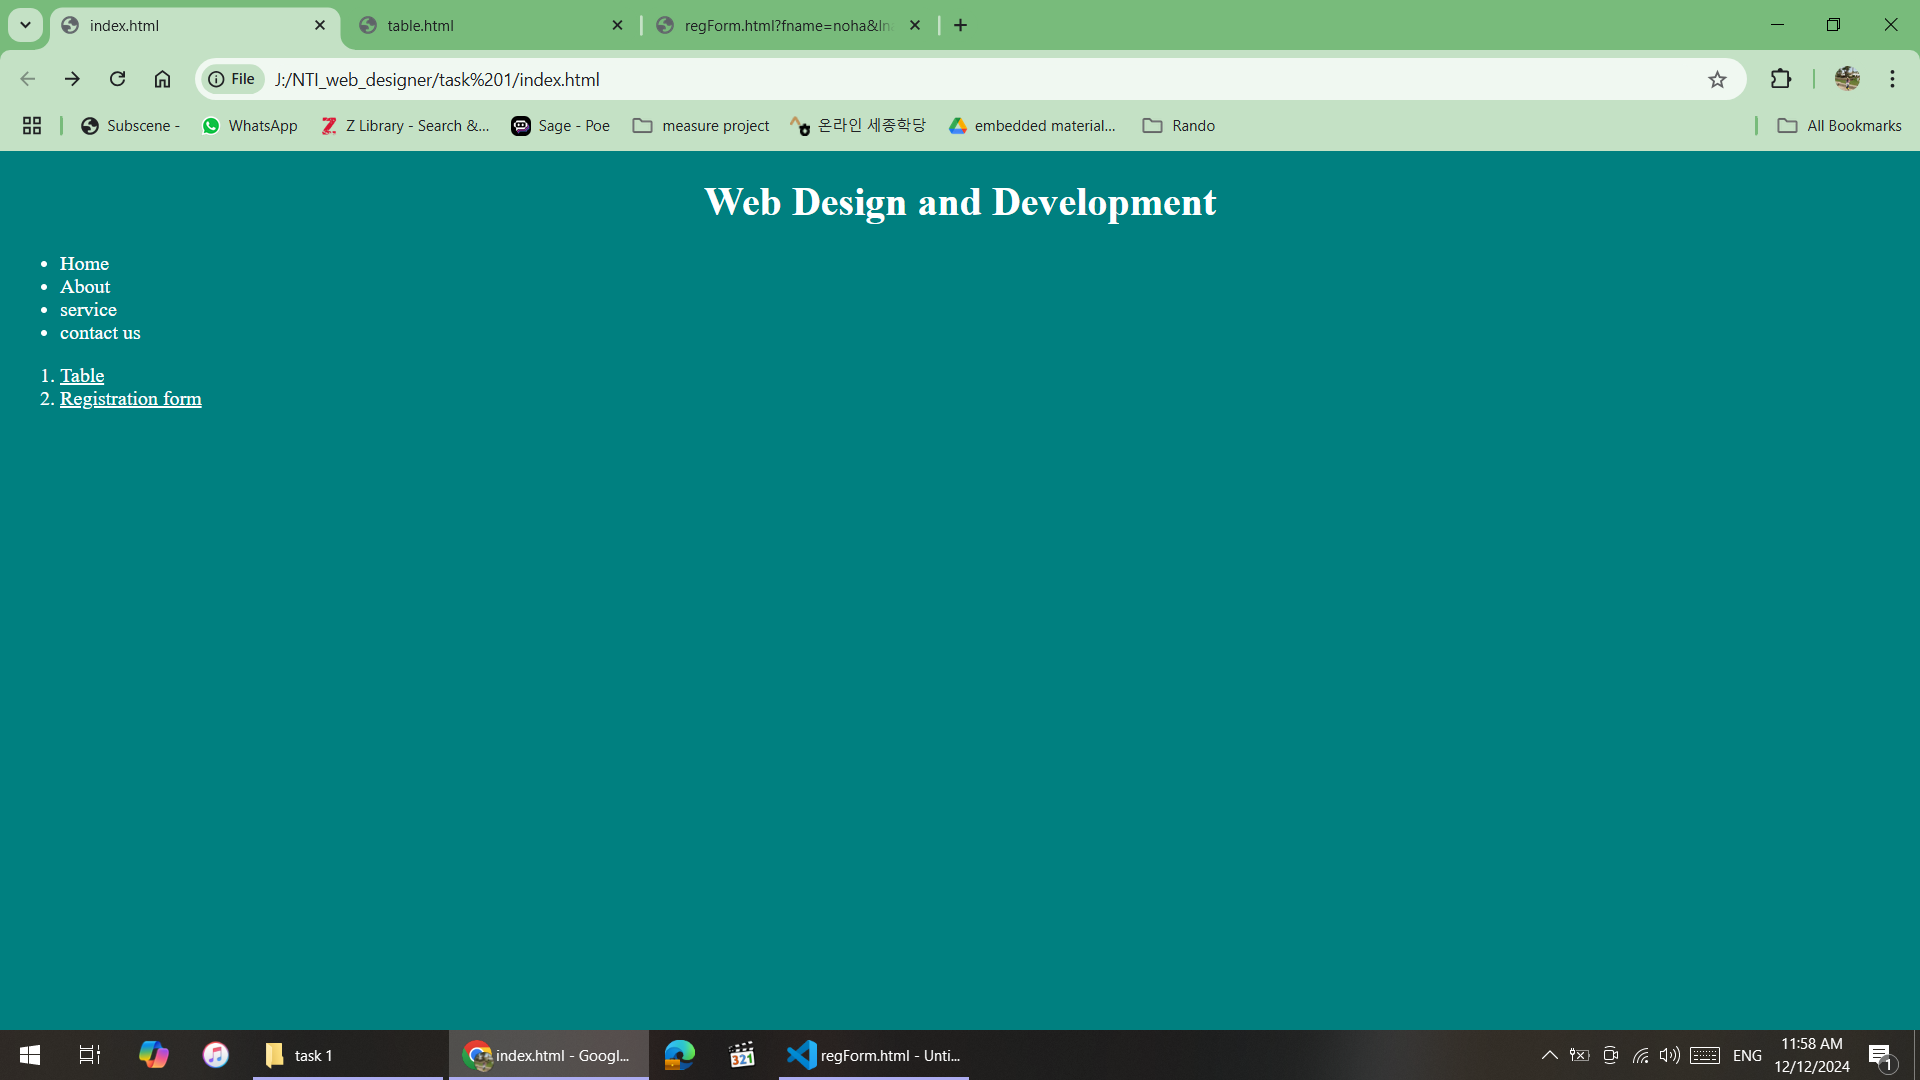 index.html
table.html
regForm.html?fname=noha&ln
File
J:/NTI_web_designer/task%201/index.html
Subscene -
WhatsApp
Z Library - Search &...
Sage - Poe
measure project
온라인 세종학당
embedded material...
Rando
All Bookmarks
Web Design and Development
• Home
• About
• service
• contact us
1. Table
2. Registration form
task 1
index.html - Googl...
321
regForm.html - Unti...
ENG
11:58 AM
12/12/2024
1